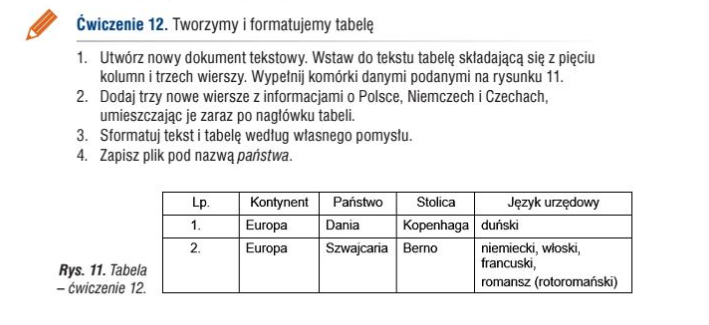 Ćwiczenie 12. Tworzymy i formatujemy tabelę
1. Utwórz nowy dokument tekstowy. Wstaw do tekstu tabelę składającą się z pięciu
kolumn i trzech wierszy. Wypełnij komórki danymi podanymi na rysunku 11.
2. Dodaj trzy nowe wiersze z informacjami o Polsce, Niemczech i Czechach,
umieszczając je zaraz po nagłówku tabeli.
3. Sformatuj tekst i tabelę według własnego pomysłu.
4. Zapisz plik pod nazwą państwa.
Lp. Kontynent Państwo Stolica Język urzędowy
1. Europa Dania Kopenhaga duński
2. Europa Szwajcaria Berno niemiecki, włoski,
francuski,
romansz (rotoromański)
Rys. 11. Tabela
– ćwiczenie 12.